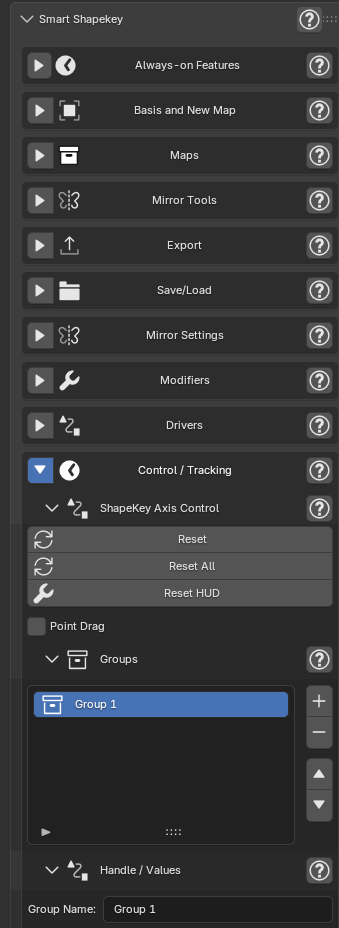 Smart Shapekey
Always-on Features
Basis and New Map
Maps
Mirror Tools
Export
Save/Load
Mirror Settings
Modifiers
Drivers
Control / Tracking
ShapeKey Axis Control
Reset
Reset All
Reset HUD
Point Drag
Groups
Group 1
Handle / Values
Group Name: Group 1